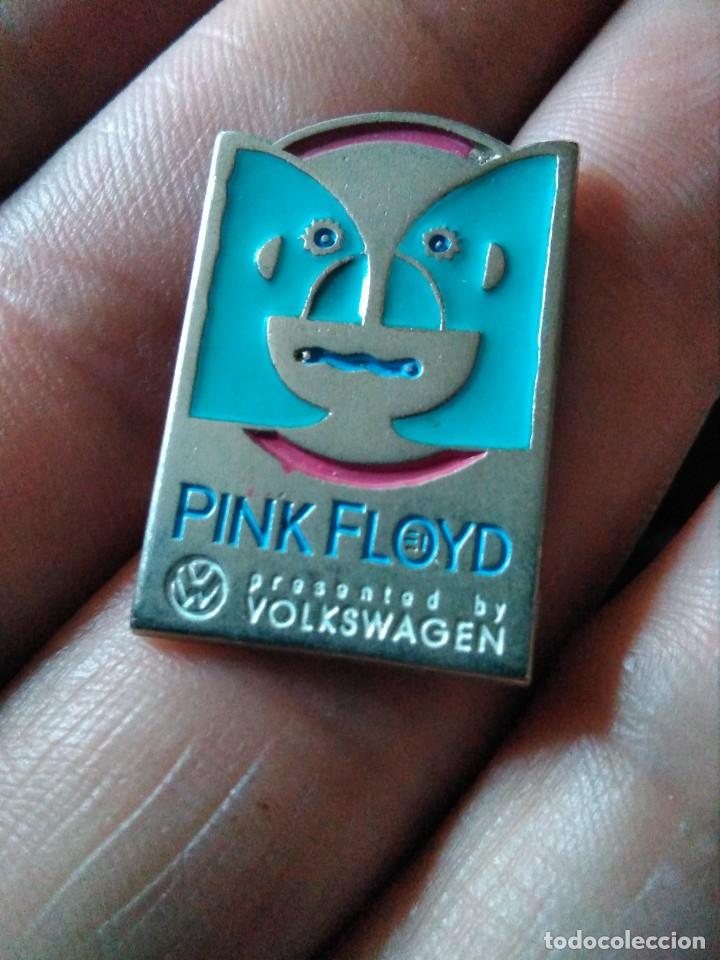 PINK FLOYD
presented by
VOLKSWAGEN
todocoleccion